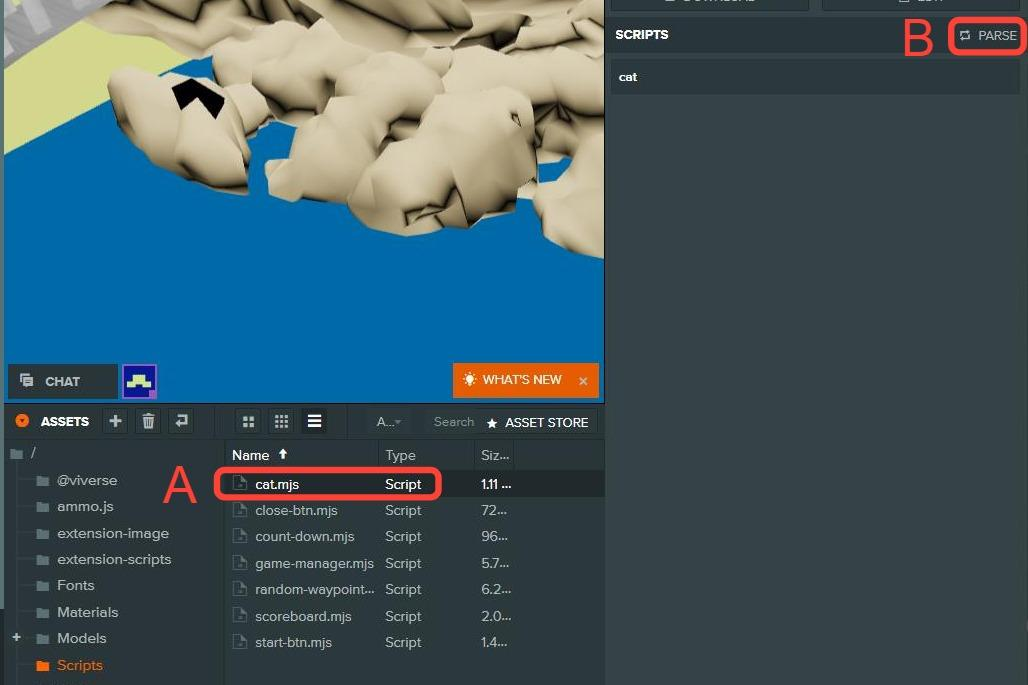 SCRIPTS
B
PARSE
cat
CHAT
WHAT'S NEW ×
ASSETS
A...
Search
ASSET STORE
/
@viverse
ammo.js
extension-image
extension-scripts
Fonts
Materials
+ Models
Scripts
A
Name Type Siz...
cat.mjs Script 1.11 ...
close-btn.mjs Script 72...
count-down.mjs Script 96...
game-manager.mjs Script 5.7...
random-waypoint... Script 6.2...
scoreboard.mjs Script 2.0...
start-btn.mjs Script 1.4...